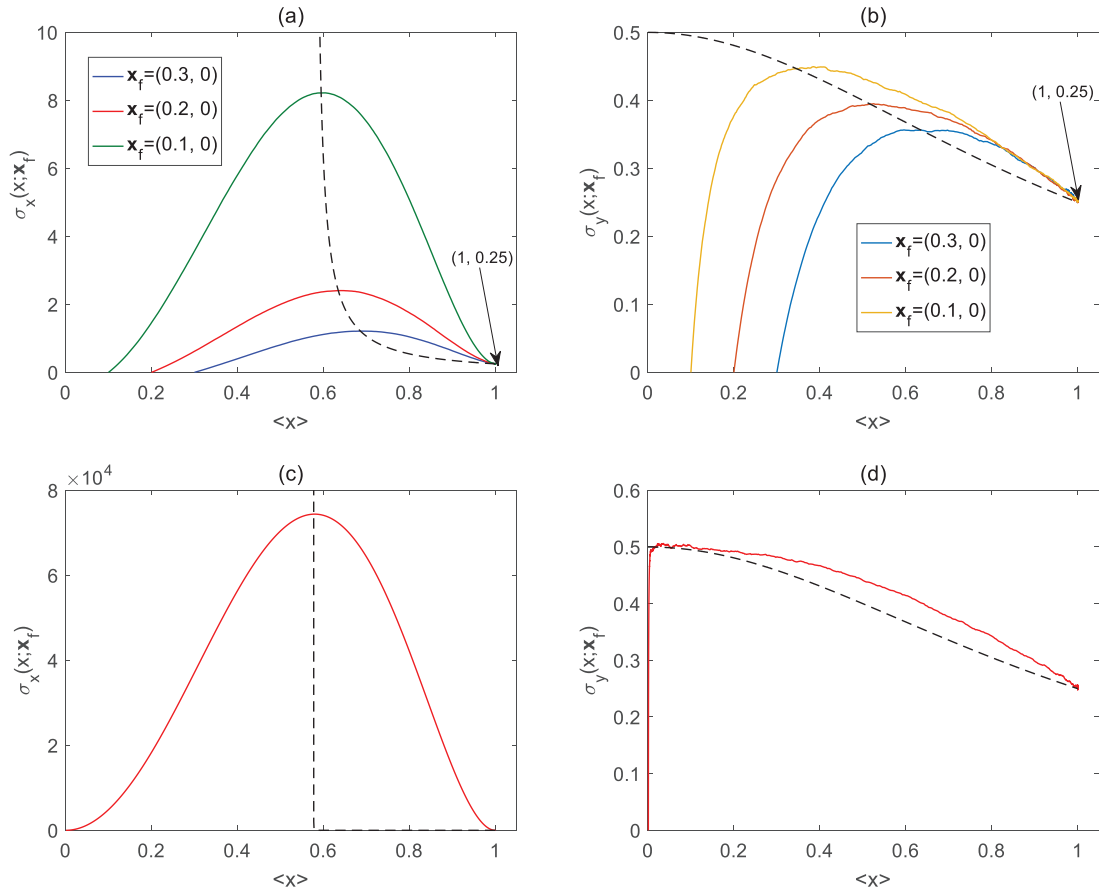 (a)
10
8
6
4
2
0
σx(x;xf)
xf=(0.3, 0)
xf=(0.2, 0)
xf=(0.1, 0)
(1, 0.25)
0 0.2 0.4 0.6 0.8 1
<x>
(b)
0.5
0.4
0.3
0.2
0.1
0
σy(x;xf)
(1, 0.25)
xf=(0.3, 0)
xf=(0.2, 0)
xf=(0.1, 0)
0 0.2 0.4 0.6 0.8 1
<x>
(c)
×10^4
8
6
4
2
0
σx(x;xf)
0 0.2 0.4 0.6 0.8 1
<x>
(d)
0.6
0.5
0.4
0.3
0.2
0.1
0
σy(x;xf)
0 0.2 0.4 0.6 0.8 1
<x>